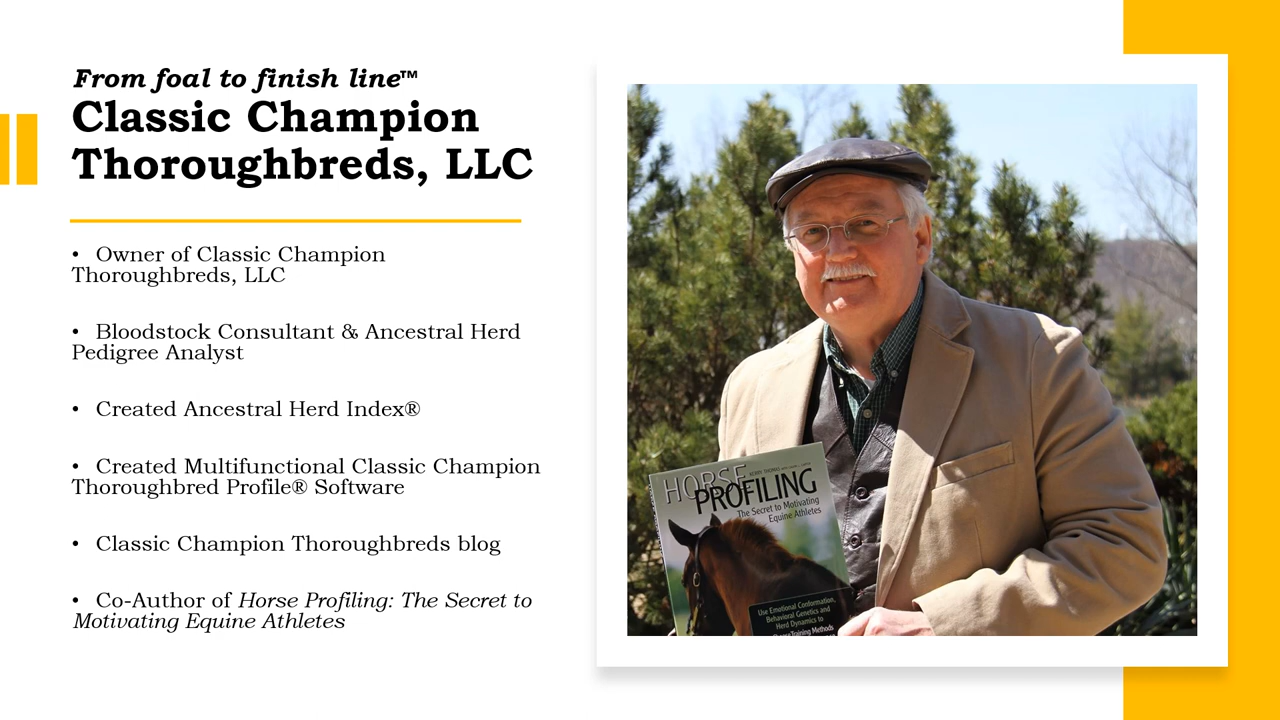 From foal to finish line™
Classic Champion
Thoroughbreds, LLC
• Owner of Classic Champion
Thoroughbreds, LLC
• Bloodstock Consultant & Ancestral Herd
Pedigree Analyst
• Created Ancestral Herd Index®
• Created Multifunctional Classic Champion
Thoroughbred Profile® Software
• Classic Champion Thoroughbreds blog
• Co-Author of Horse Profiling: The Secret to
Motivating Equine Athletes
HORSE
PROFILING
The Secret to Motivating
Equine Athletes
Use Emotional Conformation,
Behavioral Genetics and
Herd Dynamics to
Training Methods